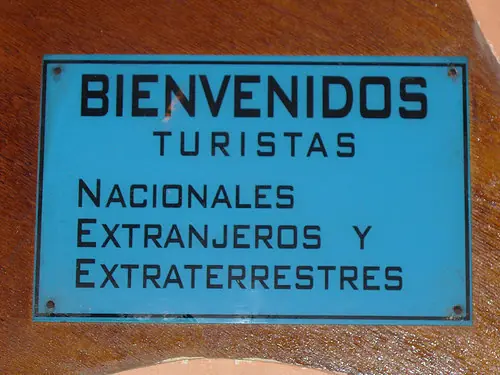 BIENVENIDOS
TURISTAS
NACIONALES
EXTRANJEROS Y
EXTRATERRESTRES